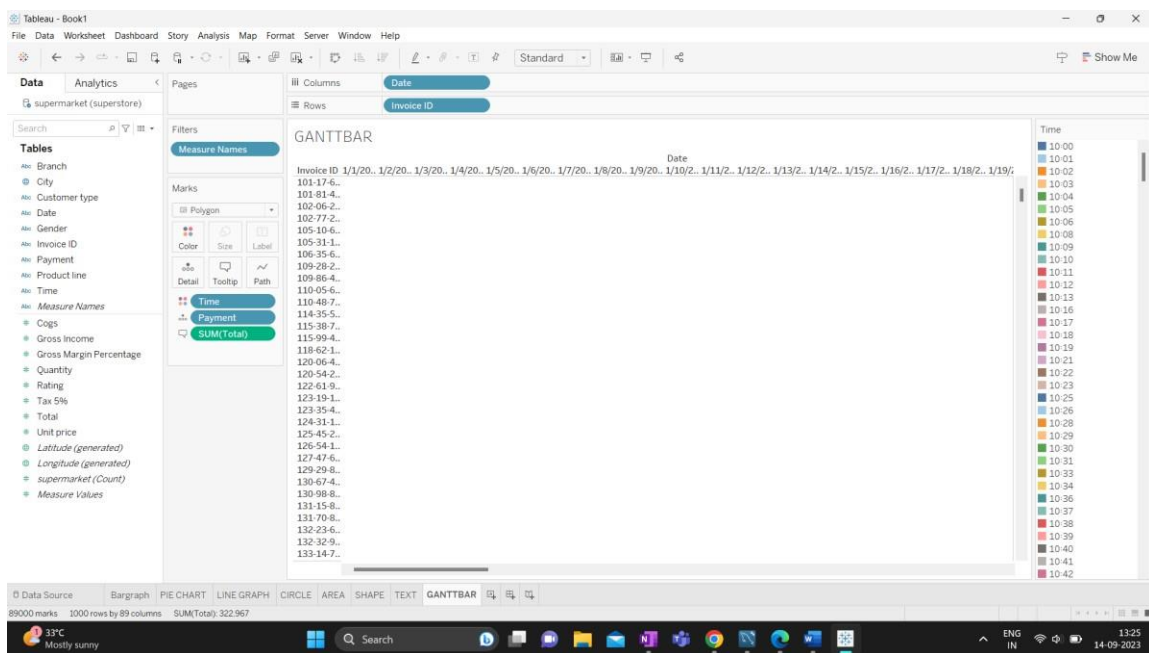 Tableau - Book1
File Data Worksheet Dashboard Story Analysis Map Format Server Window Help
Standard
Show Me
Data Analytics
supermarket (superstore)
Search
Tables
Abc Branch
City
Abc Customer type
Abc Date
Abc Gender
Abc Invoice ID
Abc Payment
Abc Product line
Abc Time
Abc Measure Names
# Cogs
# Gross Income
# Gross Margin Percentage
# Quantity
# Rating
# Tax 5%
# Total
# Unit price
Latitude (generated)
Longitude (generated)
# supermarket (Count)
# Measure Values
Pages
Filters
Measure Names
Marks
Polygon
Color Size Label
Detail Tooltip Path
Time
Payment
SUM(Total)
Columns Date
Rows Invoice ID
GANTTBAR
Date
Invoice ID 1/1/20.. 1/2/20.. 1/3/20.. 1/4/20.. 1/5/20.. 1/6/20.. 1/7/20.. 1/8/20.. 1/9/20.. 1/10/2.. 1/11/2.. 1/12/2.. 1/13/2.. 1/14/2.. 1/15/2.. 1/16/2.. 1/17/2.. 1/18/2.. 1/19/2
101-17-6..
101-81-4..
102-06-2..
102-77-2..
105-10-6..
105-31-1..
106-35-6..
109-28-2..
109-86-4..
110-05-6..
110-48-7..
114-35-5..
115-38-7..
115-99-4..
118-62-1..
120-06-4..
120-54-2..
122-61-9..
123-19-1..
123-35-4..
124-31-1..
125-45-2..
126-54-1..
127-47-6..
129-29-8..
130-67-4..
130-98-8..
131-15-8..
131-70-8..
132-23-6..
132-32-9..
133-14-7..
Time
10:00
10:01
10:02
10:03
10:04
10:05
10:06
10:08
10:09
10:10
10:11
10:12
10:13
10:16
10:17
10:18
10:19
10:21
10:22
10:23
10:25
10:26
10:28
10:29
10:30
10:31
10:33
10:34
10:36
10:37
10:38
10:39
10:40
10:41
10:42
Data Source Bargraph PIE CHART LINE GRAPH CIRCLE AREA SHAPE TEXT GANTTBAR
89000 marks 1000 rows by 89 columns SUM(Total): 322.967
1
33°C
Mostly sunny
Search
ENG
IN
13:25
14-09-2023